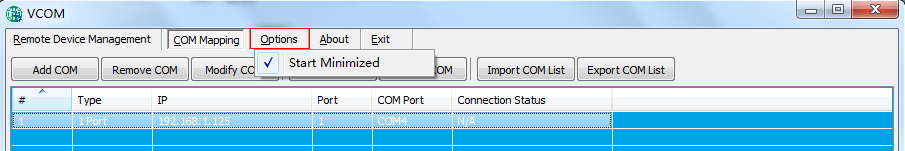 VCOM
Remote Device Management COM Mapping Options About Exit
Start Minimized
Add COM Remove COM Modify CO OM Import COM List Export COM List
# Type IP Port COM Port Connection Status
1 1 Port 192.168.1.125 1 COM4 N/A